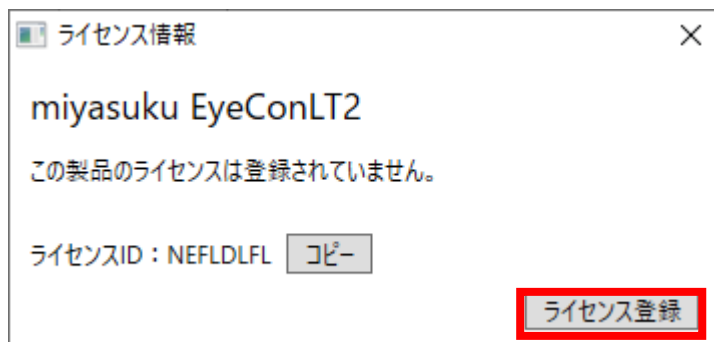 ライセンス情報
miyasuku EyeConLT2
この製品のライセンスは登録されていません。
ライセンスID：NEFLDLFL コピー
ライセンス登録